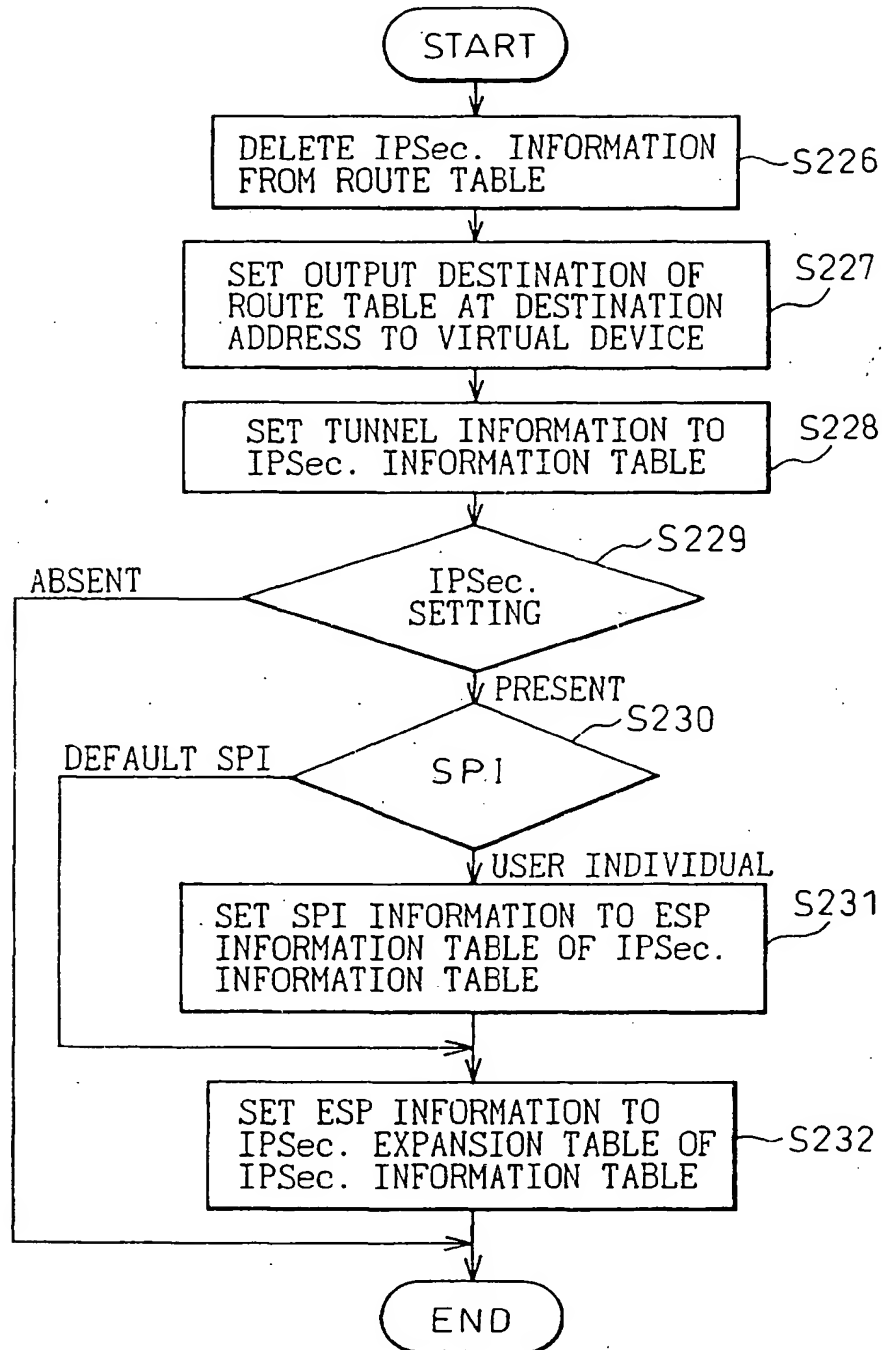 START
DELETE IPSec. INFORMATION
FROM ROUTE TABLE
S226
SET OUTPUT DESTINATION OF
ROUTE TABLE AT DESTINATION
ADDRESS TO VIRTUAL DEVICE
S227
SET TUNNEL INFORMATION TO
IPSec. INFORMATION TABLE
S228
IPSec.
SETTING
S229
ABSENT
PRESENT
SPI
S230
DEFAULT SPI
USER INDIVIDUAL
SET SPI INFORMATION TO ESP
INFORMATION TABLE OF IPSec.
INFORMATION TABLE
S231
SET ESP INFORMATION TO
IPSec. EXPANSION TABLE OF
IPSec. INFORMATION TABLE
S232
END